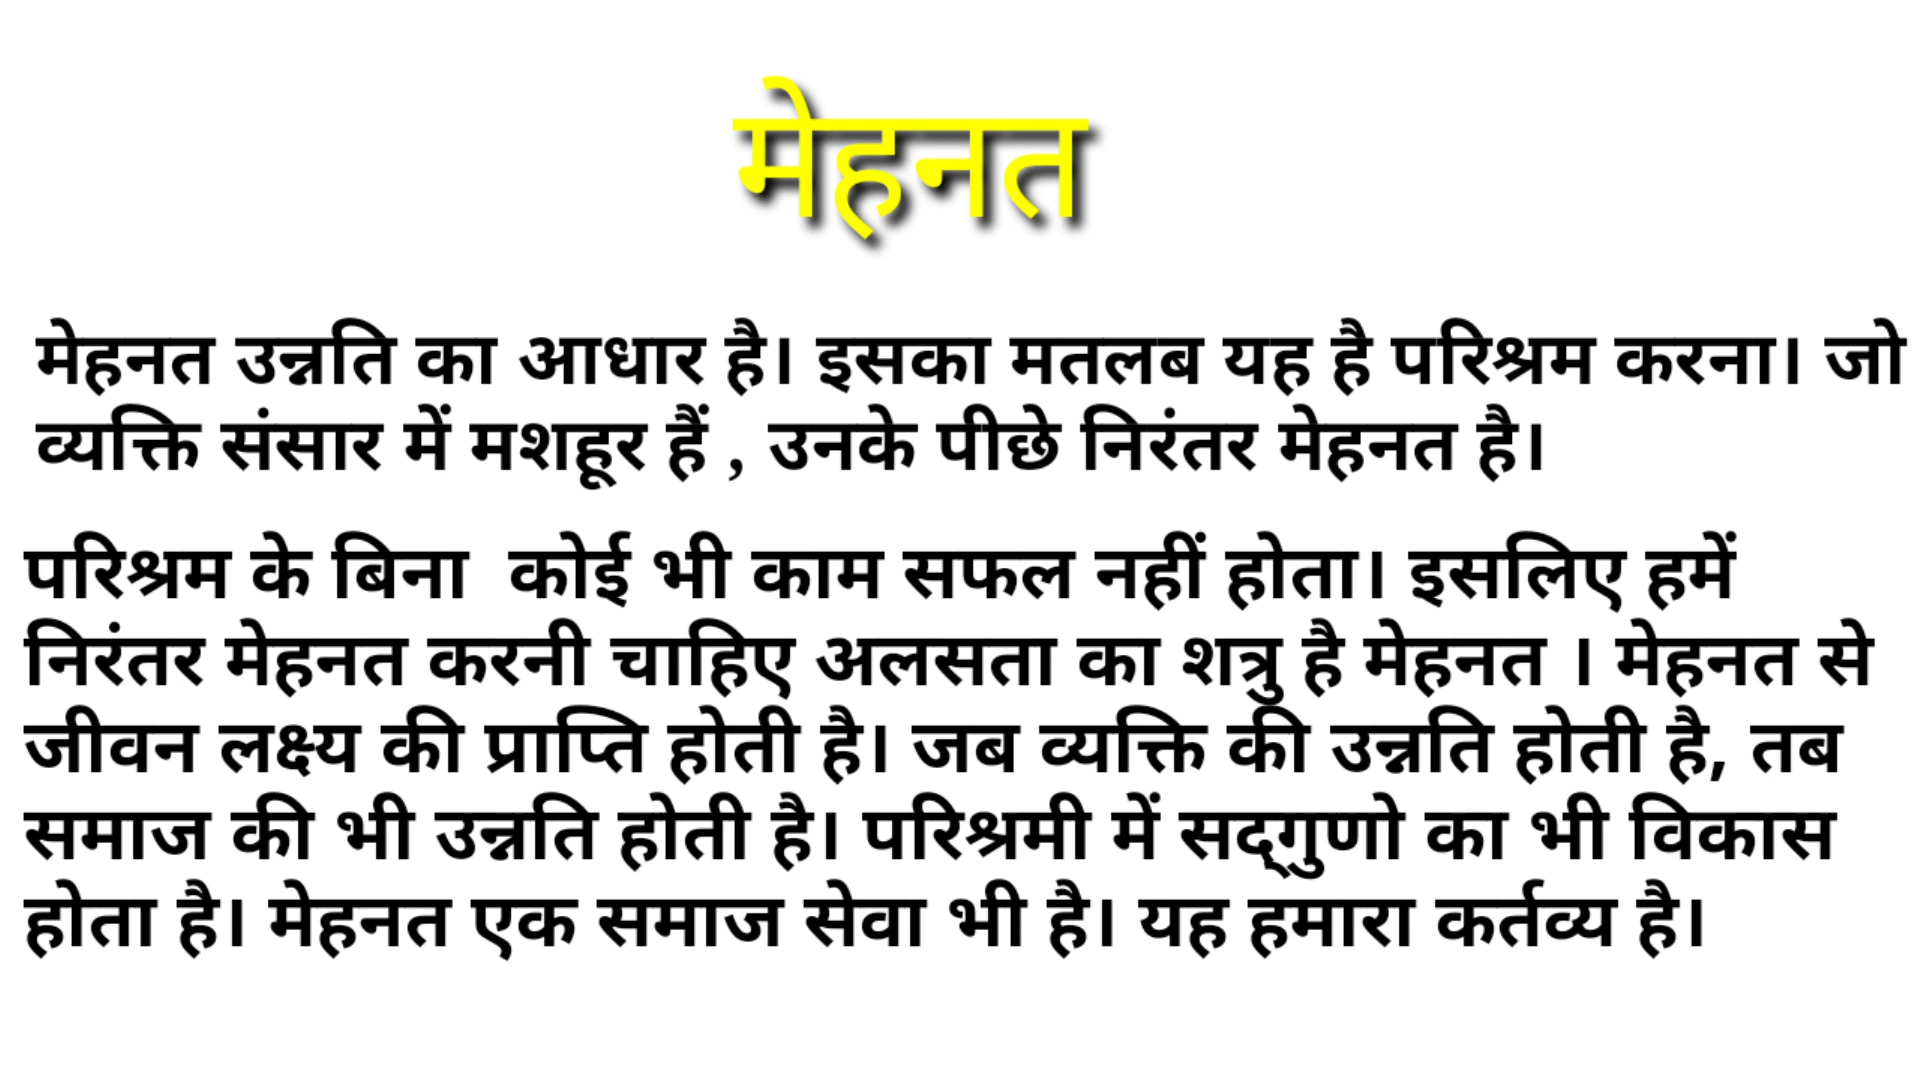 मेहनत
मेहनत उन्नति का आधार है। इसका मतलब यह है परिश्रम करना। जो
व्यक्ति संसार में मशहूर हैं , उनके पीछे निरंतर मेहनत है।
परिश्रम के बिना  कोई भी काम सफल नहीं होता। इसलिए हमें
निरंतर मेहनत करनी चाहिए अलसता का शत्रु है मेहनत । मेहनत से
जीवन लक्ष्य की प्राप्ति होती है। जब व्यक्ति की उन्नति होती है, तब
समाज की भी उन्नति होती है। परिश्रमी में सद्‌गुणो का भी विकास
होता है। मेहनत एक समाज सेवा भी है। यह हमारा कर्तव्य है।